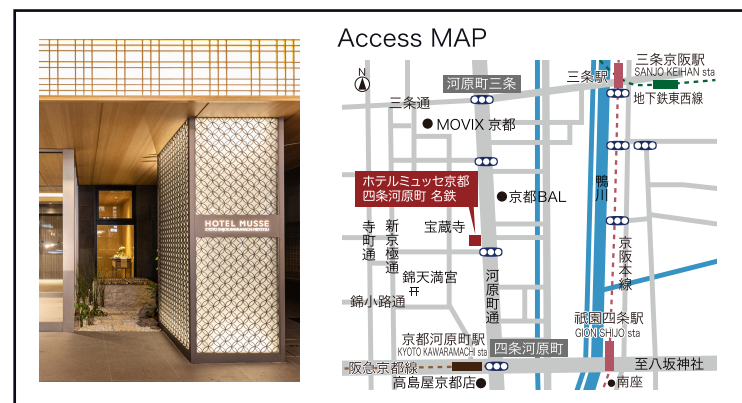 Access MAP
HOTEL MUSSE
KYOTO SHIJO KAWARAMACHI MEITETSU
N
河原町三条
三条通
三条駅
三条京阪駅
SANJO KEIHAN sta
地下鉄東西線
MOVIX 京都
ホテルミュッセ京都
四条河原町 名鉄
京都BAL
鴨川
寺町通
新京極通
宝蔵寺
錦天満宮
錦小路通
河原町通
京阪本線
祇園四条駅
GION SHIJO sta
京都河原町駅
KYOTO KAWARAMACHI sta
四条河原町
阪急京都線
至八坂神社
高島屋京都店
南座